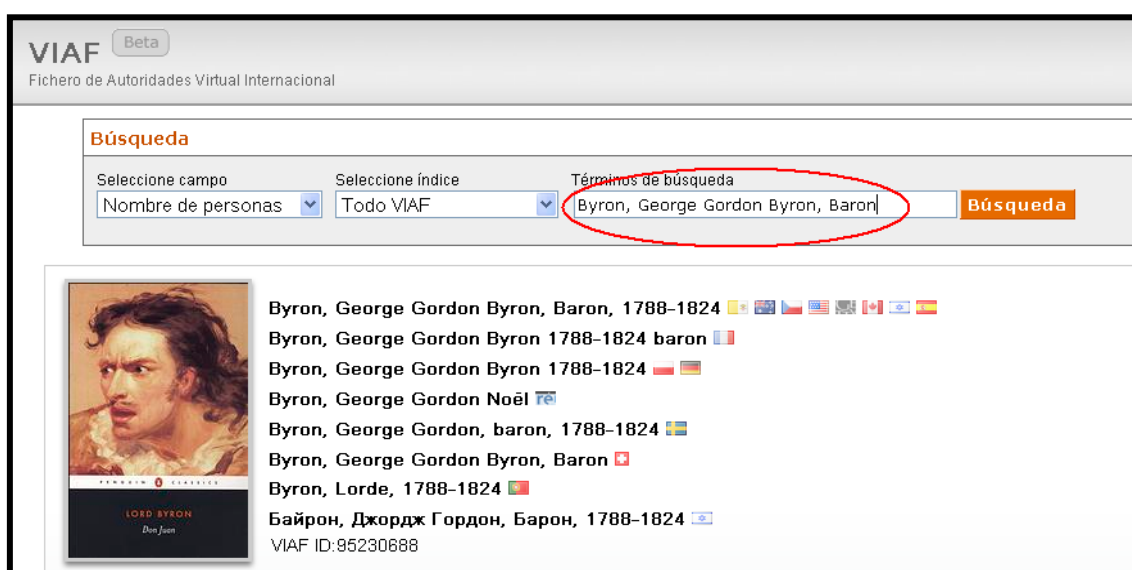 VIAF Beta
Fichero de Autoridades Virtual Internacional
Búsqueda
Seleccione campo Seleccione índice Términos de búsqueda
Nombre de personas Todo VIAF Byron, George Gordon Byron, Baron Búsqueda
Byron, George Gordon Byron, Baron, 1788-1824
Byron, George Gordon Byron 1788-1824 baron
Byron, George Gordon Byron 1788-1824
Byron, George Gordon Noël ré
Byron, George Gordon, baron, 1788-1824
Byron, George Gordon Byron, Baron
Byron, Lorde, 1788-1824
Байрон, Джордж Гордон, Барон, 1788-1824
VIAF ID:95230688
PENGUIN CLASSICS
LORD BYRON
Don Juan